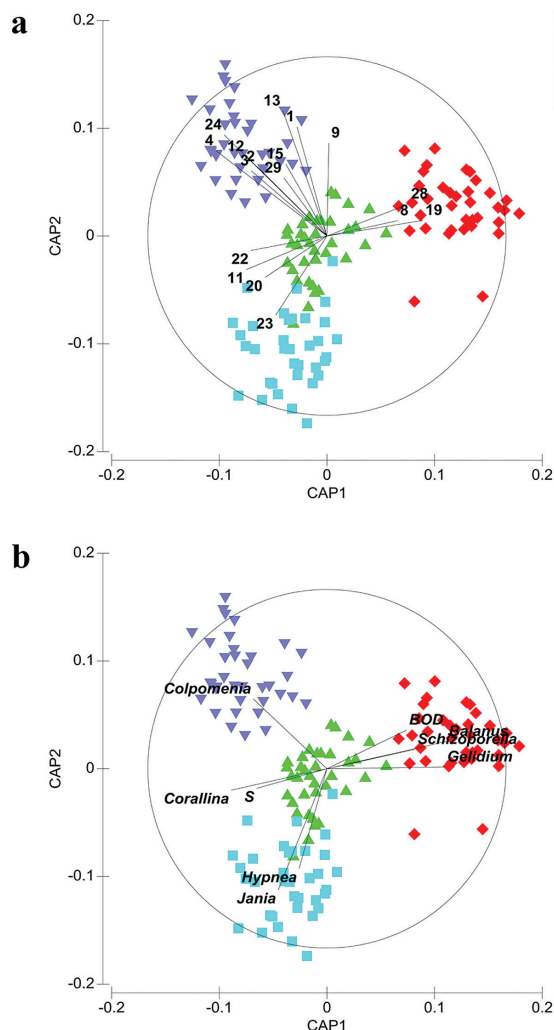 a
0.2
13
1
24
9
0.1
12
4
15
2
3
29
28
8
19
CAP2
0
22
11
20
23
-0.1
-0.2
-0.2
-0.1
0
0.1
0.2
CAP1
b
0.2
0.1
Colpomenia
BOD
Balanus
Schizoporella
Gelidium
CAP2
0
Corallina
S
Hypnea
-0.1
Jania
-0.2
-0.2
-0.1
0
0.1
0.2
CAP1